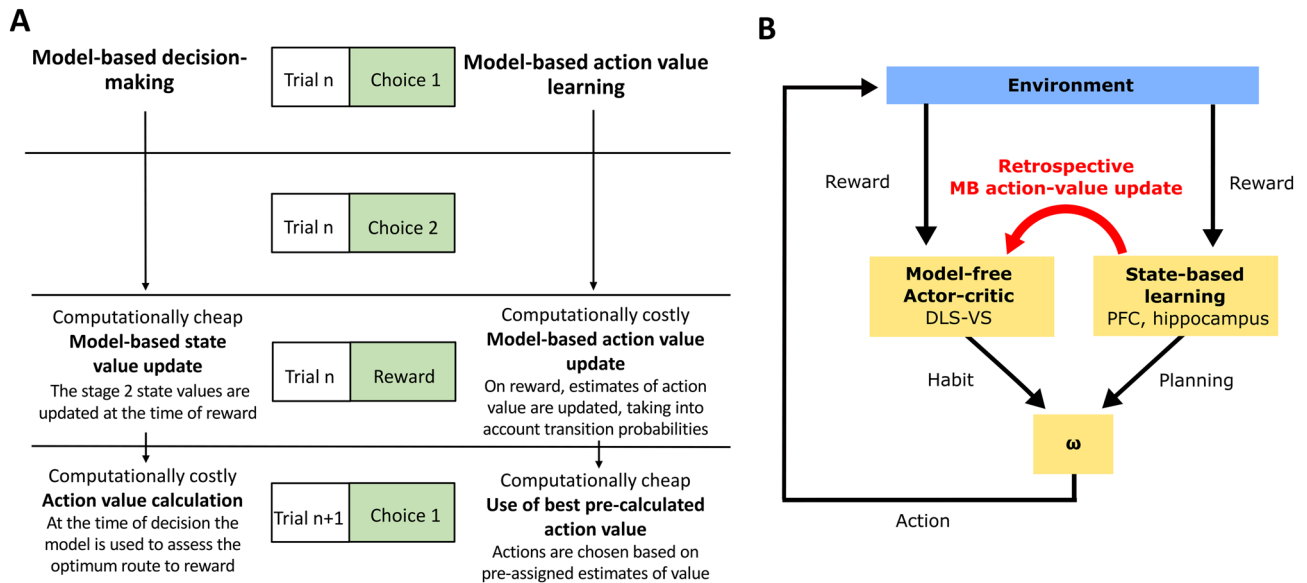 A
Model-based decision-
making
Trial n
Choice 1
Model-based action value
learning
Trial n
Choice 2
Computationally cheap
Model-based state
value update
The stage 2 state values are
updated at the time of reward
Trial n
Reward
Computationally costly
Model-based action value
update
On reward, estimates of action
value are updated, taking into
account transition probabilities
Computationally costly
Action value calculation
At the time of decision the
model is used to assess the
optimum route to reward
Trial n+1
Choice 1
Computationally cheap
Use of best pre-calculated
action value
Actions are chosen based on
pre-assigned estimates of value
B
Environment
Reward
Retrospective
MB action-value update
Reward
Model-free
Actor-critic
DLS-VS
State-based
learning
PFC, hippocampus
Habit
Planning
ω
Action